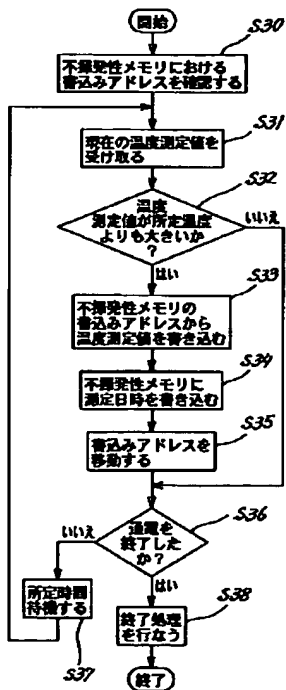 開始
S30
不揮発性メモリにおける
書込みアドレスを確認する
S31
現在の温度測定値を
受け取る
S32
温度
測定値が所定温度
よりも大きいか
?
いいえ
はい
S33
不揮発性メモリの
書込みアドレスから
温度測定値を書き込む
S34
不揮発性メモリに
測定日時を書き込む
S35
書込みアドレスを
移動する
S36
通電を
終了した
か?
いいえ
はい
所定時間
待機する
S37
S38
終了処理
を行なう
終了